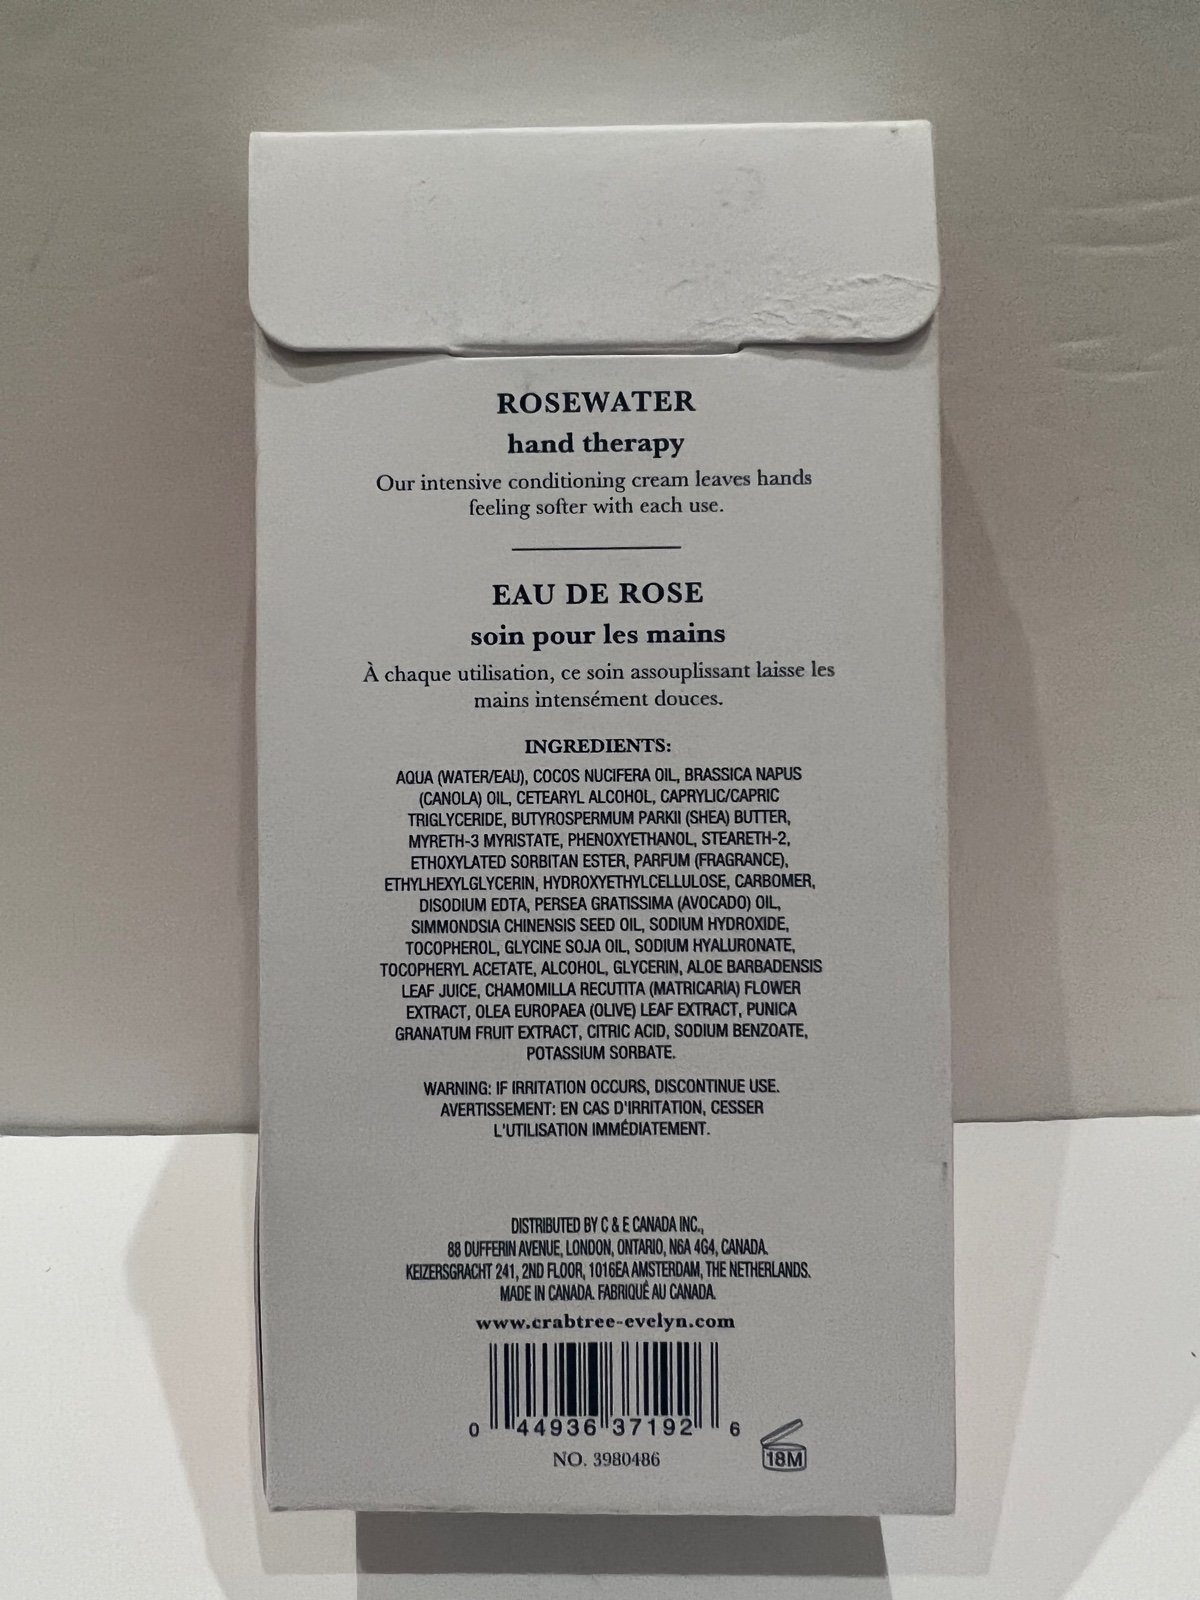 ROSEWATER
hand therapy
Our intensive conditioning cream leaves hands
feeling softer with each use.
EAU DE ROSE
soin pour les mains
À chaque utilisation, ce soin assouplissant laisse les
mains intensément douces.
INGREDIENTS:
AQUA (WATER/EAU), COCOS NUCIFERA OIL, BRASSICA NAPUS
(CANOLA) OIL, CETEARYL ALCOHOL, CAPRYLIC/CAPRIC
TRIGLYCERIDE, BUTYROSPERMUM PARKII (SHEA) BUTTER,
MYRETH-3 MYRISTATE, PHENOXYETHANOL, STEARETH-2,
ETHOXYLATED SORBITAN ESTER, PARFUM (FRAGRANCE),
ETHYLHEXYLGLYCERIN, HYDROXYETHYLCELLULOSE, CARBOMER,
DISODIUM EDTA, PERSEA GRATISSIMA (AVOCADO) OIL,
SIMMONDSIA CHINENSIS SEED OIL, SODIUM HYDROXIDE,
TOCOPHEROL, GLYCINE SOJA OIL, SODIUM HYALURONATE,
TOCOPHERYL ACETATE, ALCOHOL, GLYCERIN, ALOE BARBADENSIS
LEAF JUICE, CHAMOMILLA RECUTITA (MATRICARIA) FLOWER
EXTRACT, OLEA EUROPAEA (OLIVE) LEAF EXTRACT, PUNICA
GRANATUM FRUIT EXTRACT, CITRIC ACID, SODIUM BENZOATE,
POTASSIUM SORBATE.
WARNING: IF IRRITATION OCCURS, DISCONTINUE USE.
AVERTISSEMENT: EN CAS D'IRRITATION, CESSER
L'UTILISATION IMMÉDIATEMENT.
DISTRIBUTED BY C & E CANADA INC.,
88 DUFFERIN AVENUE, LONDON, ONTARIO, N6A 4G4, CANADA.
KEIZERSGRACHT 241, 2ND FLOOR, 1016EA AMSTERDAM, THE NETHERLANDS.
MADE IN CANADA. FABRIQUÉ AU CANADA.
www.crabtree-evelyn.com
0 44936 37192 6
NO. 3980486
18M